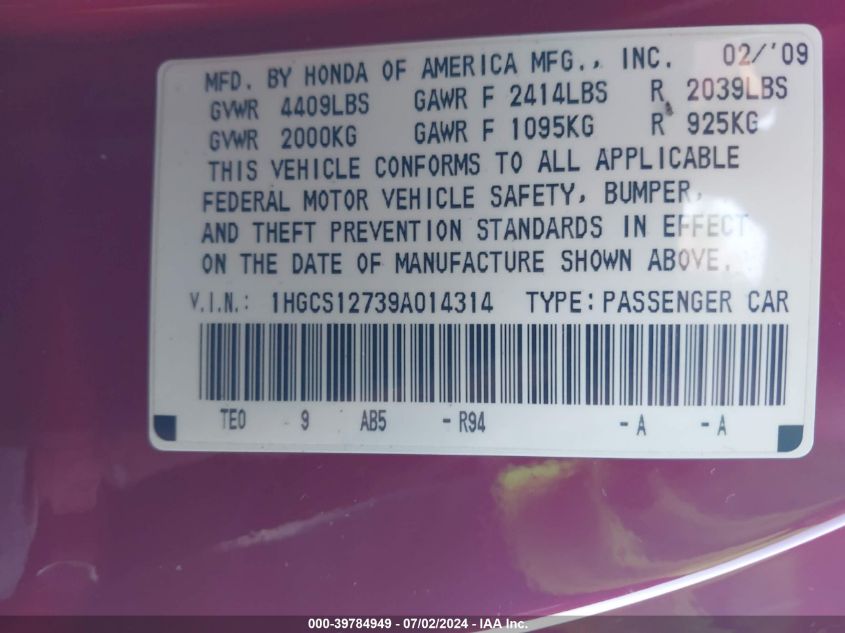 MFD. BY HONDA OF AMERICA MFG., INC. 02/'09
GVWR 4409LBS GAWR F 2414LBS R 2039LBS
GVWR 2000KG GAWR F 1095KG R 925KG
THIS VEHICLE CONFORMS TO ALL APPLICABLE
FEDERAL MOTOR VEHICLE SAFETY, BUMPER,
AND THEFT PREVENTION STANDARDS IN EFFECT
ON THE DATE OF MANUFACTURE SHOWN ABOVE.
V.I.N.: 1HGCS12739A014314 TYPE: PASSENGER CAR
TE0 9 AB5 - R94 - A - A
000-39784949 | 07/02/2024 - IAA Inc.